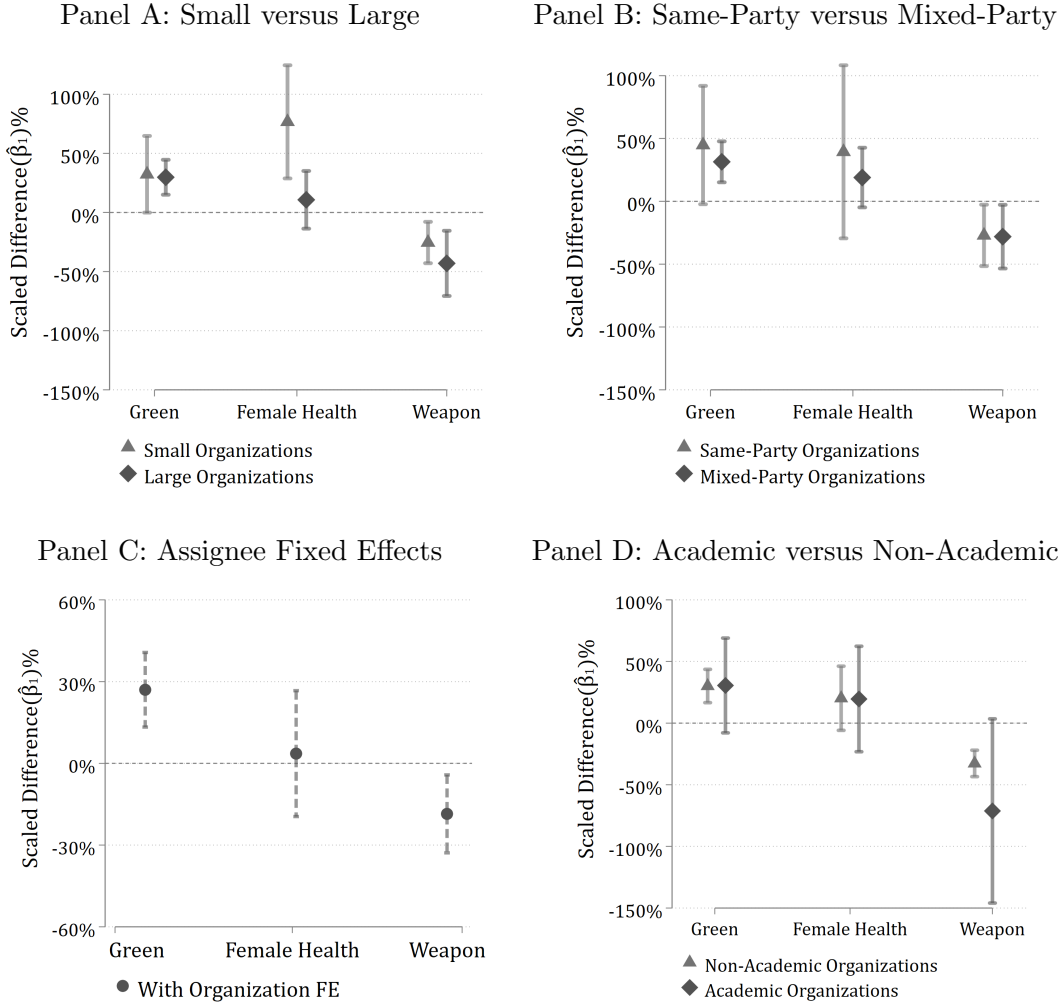 Panel A: Small versus Large
Scaled Difference(β̂₁)%
100%
50%
0%
-50%
-100%
-150%
Green
Female Health
Weapon
Small Organizations
Large Organizations
Panel B: Same-Party versus Mixed-Party
Scaled Difference(β̂₁)%
100%
50%
0%
-50%
-100%
-150%
Green
Female Health
Weapon
Same-Party Organizations
Mixed-Party Organizations
Panel C: Assignee Fixed Effects
Scaled Difference(β̂₁)%
60%
30%
0%
-30%
-60%
Green
Female Health
Weapon
With Organization FE
Panel D: Academic versus Non-Academic
Scaled Difference(β̂₁)%
100%
50%
0%
-50%
-100%
-150%
Green
Female Health
Weapon
Non-Academic Organizations
Academic Organizations